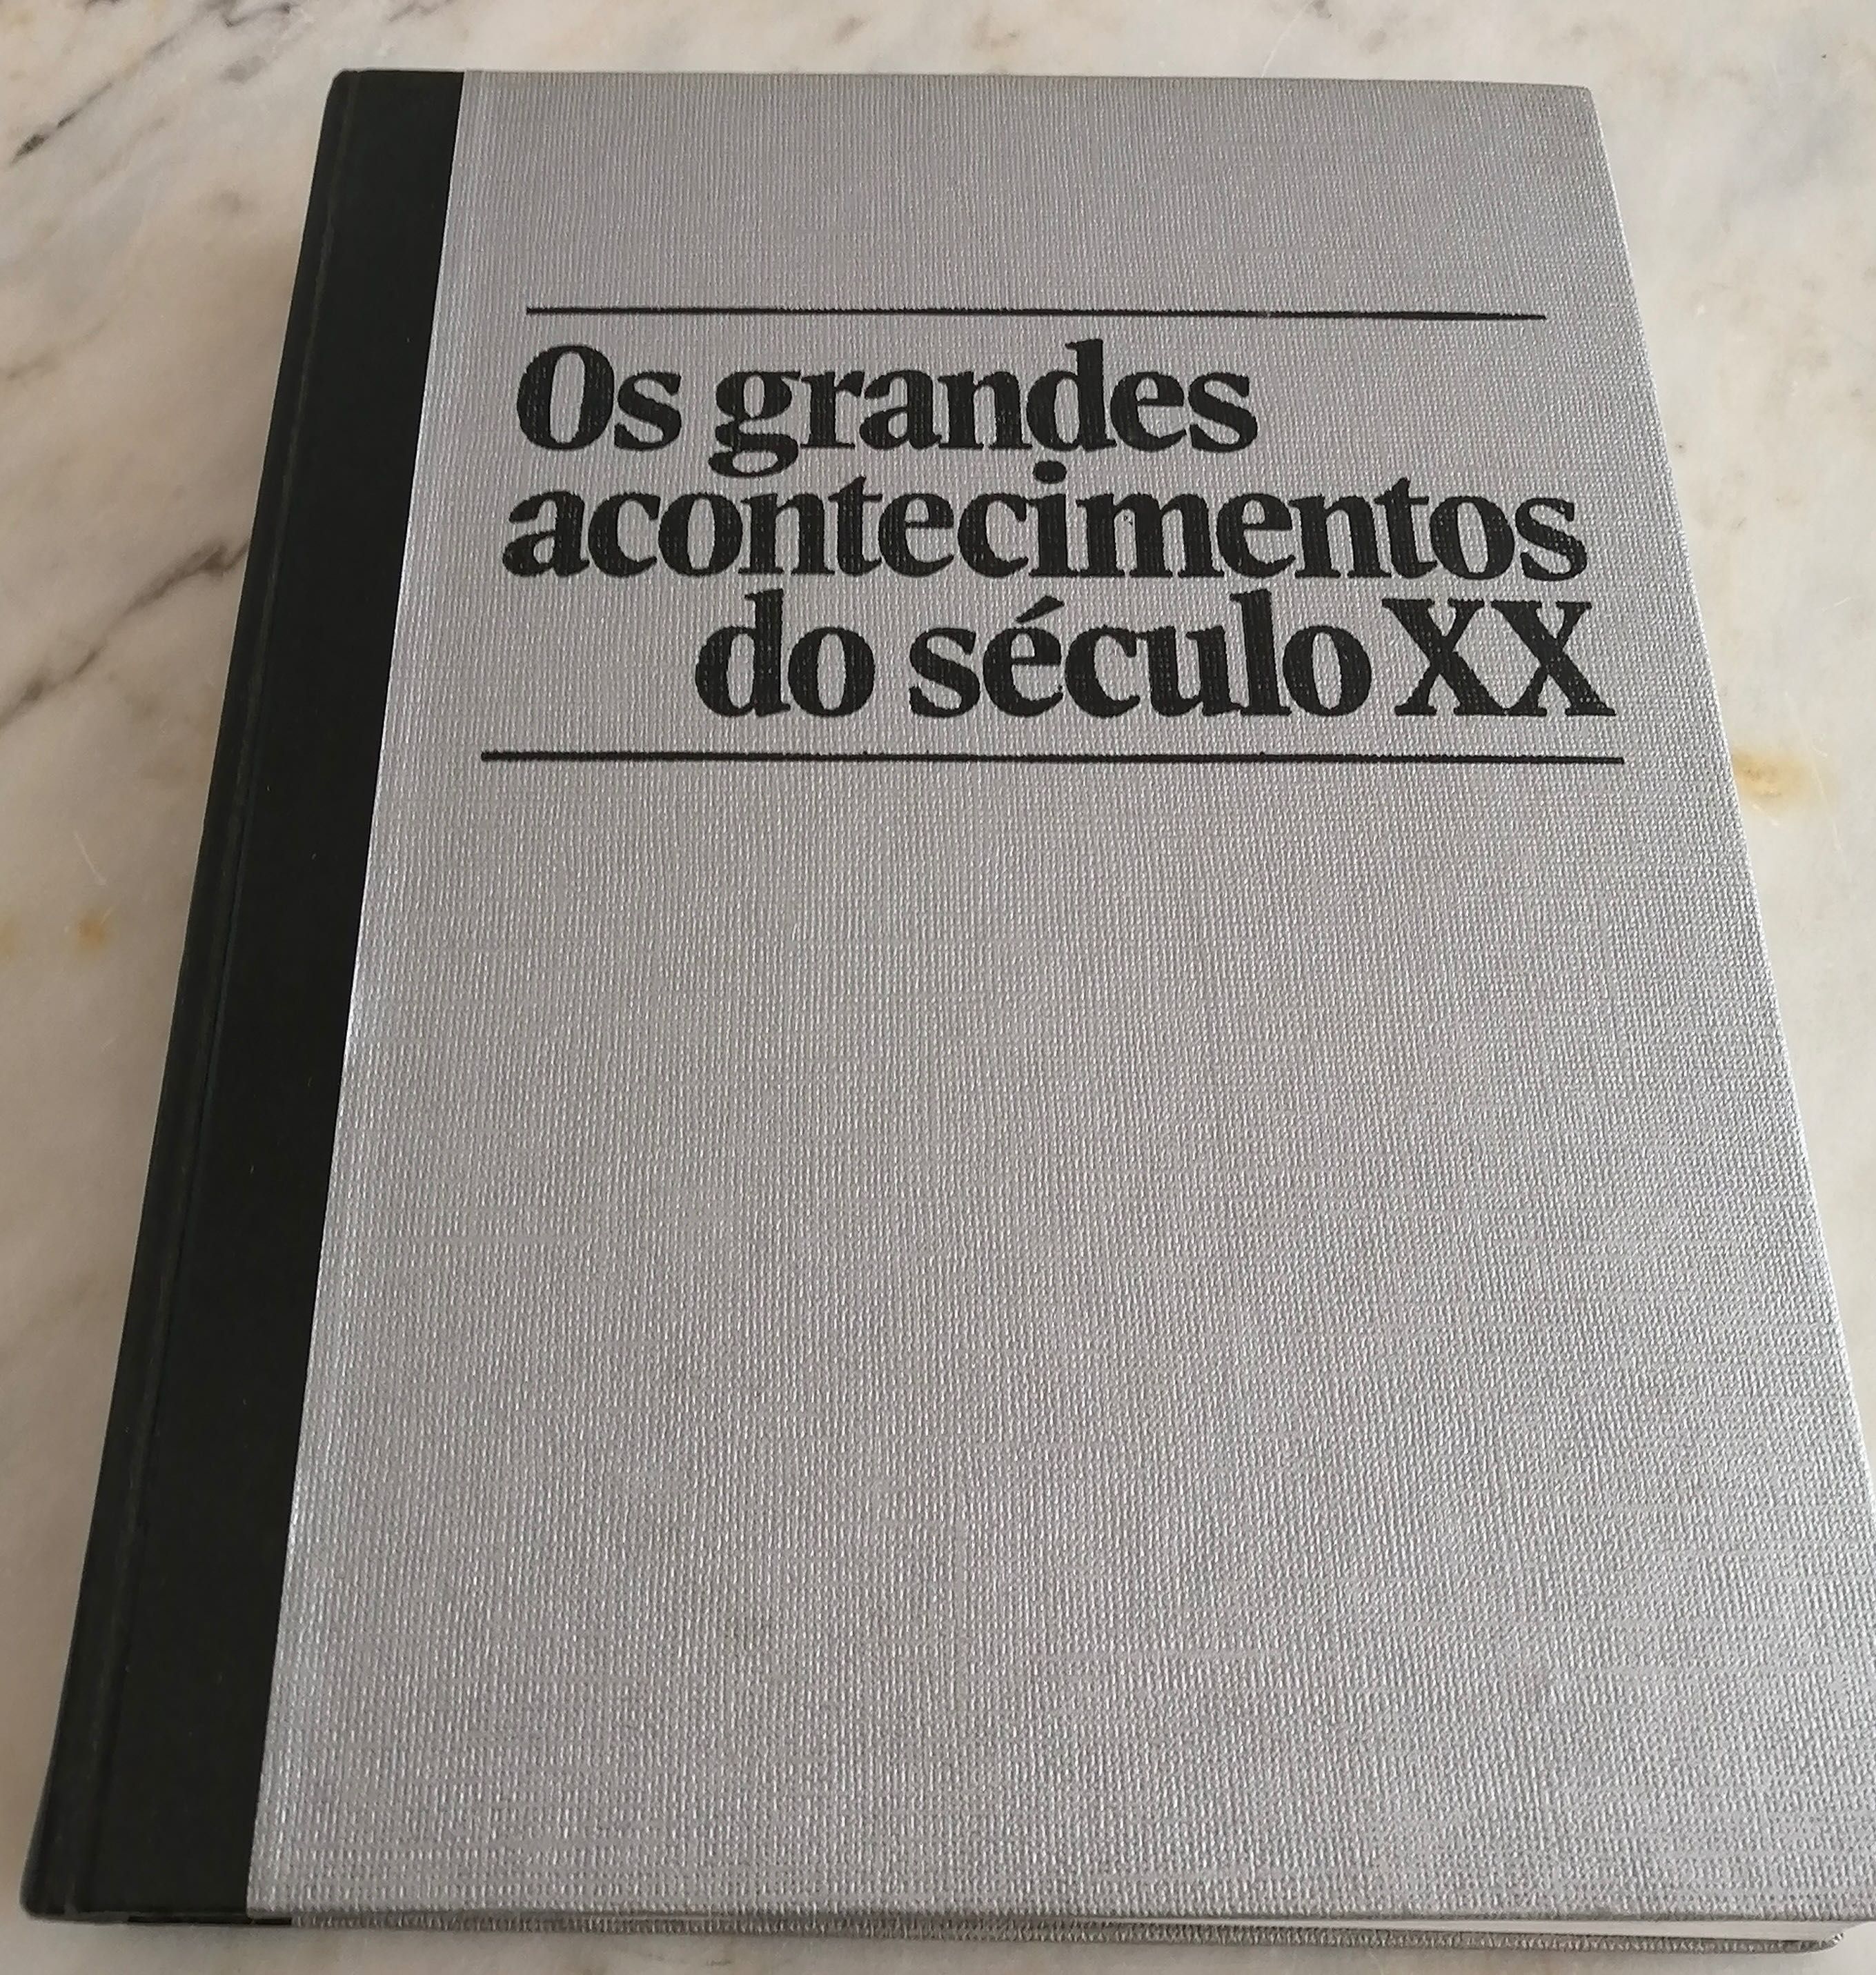 Os grandes
acontecimentos
do século XX